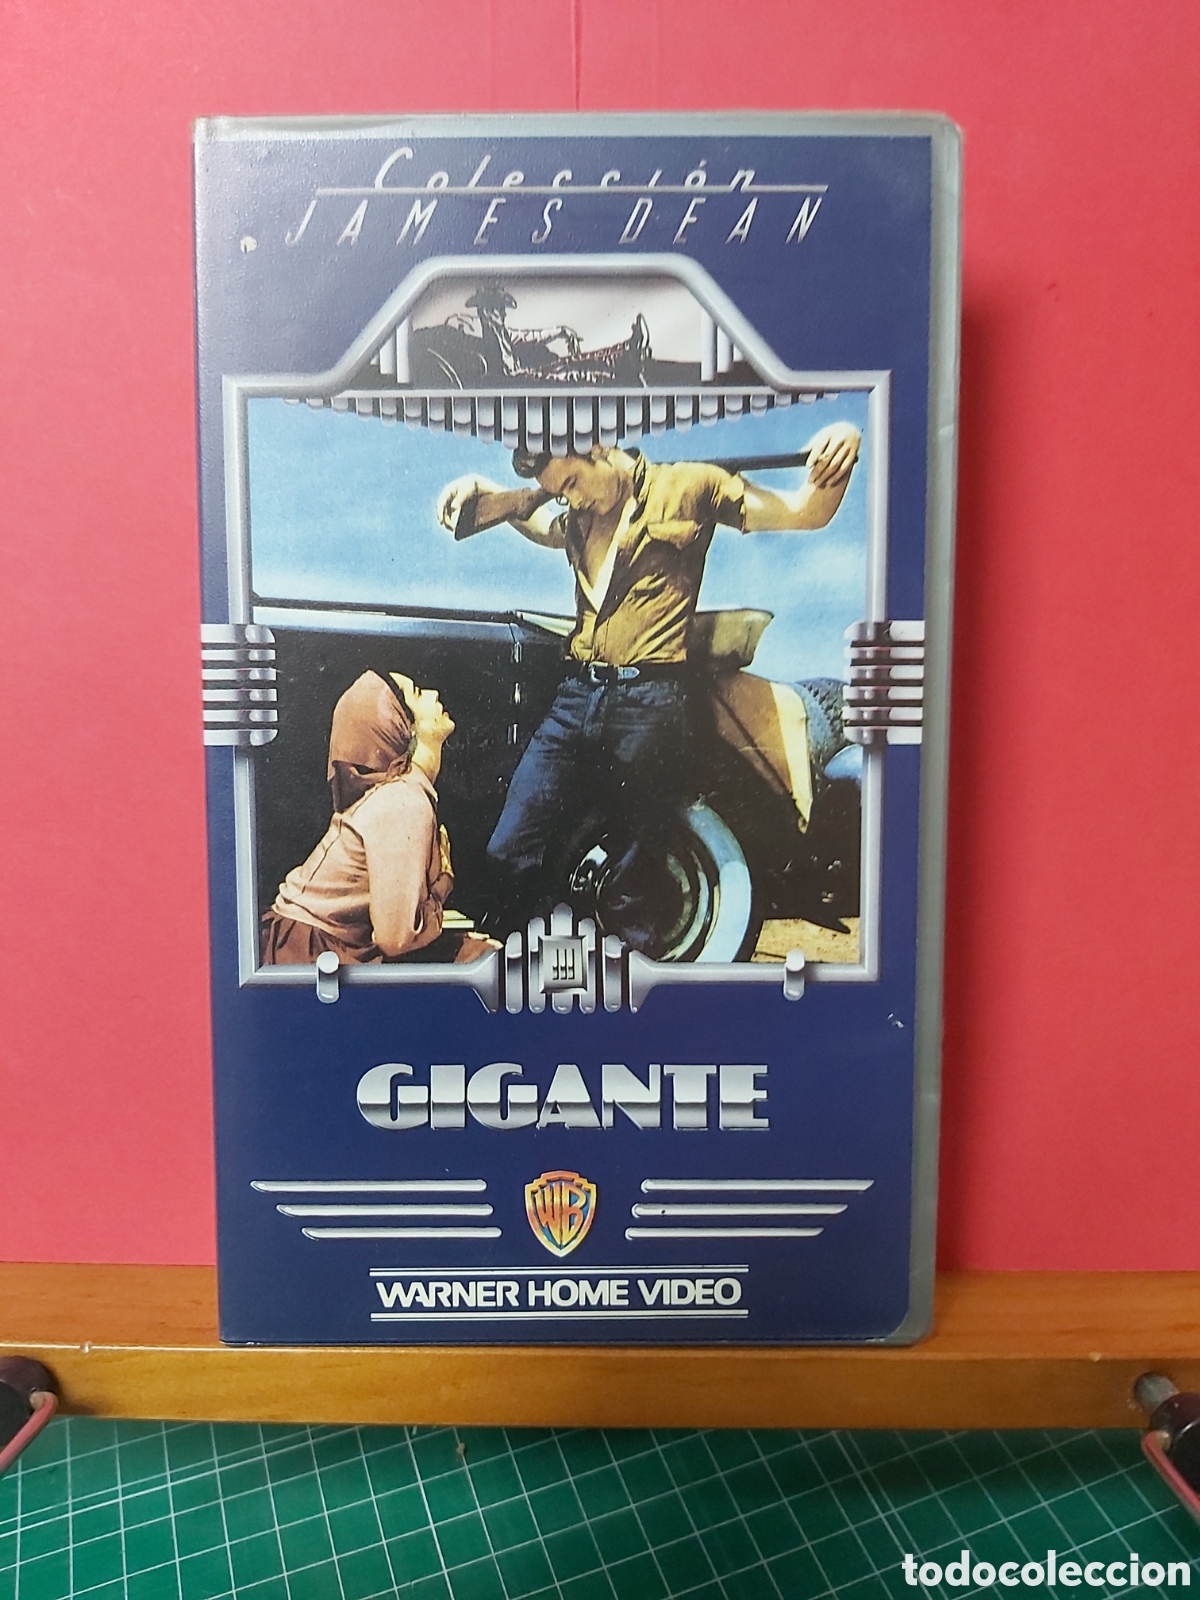 Colección
JAMES DEAN
GIGANTE
WB
WARNER HOME VIDEO
todocoleccion